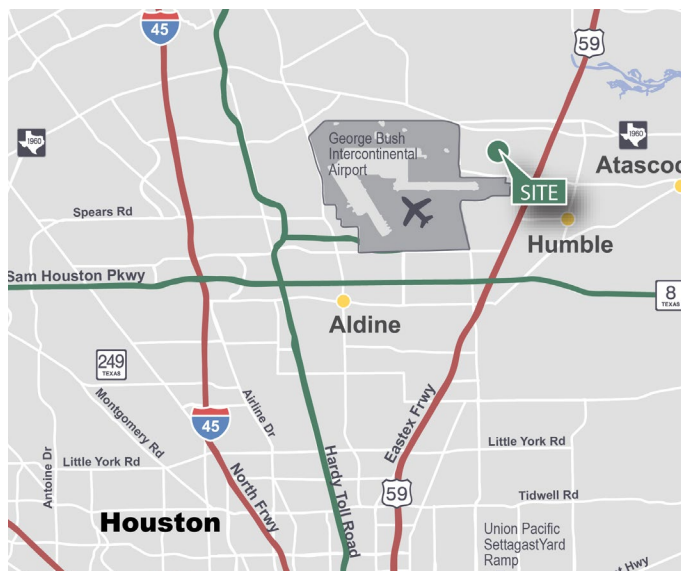 45
59
1960
George Bush
Intercontinental
Airport
1960
Atascoc
SITE
Spears Rd
Humble
Sam Houston Pkwy
8
TEXAS
Aldine
249
TEXAS
Montgomery Rd
Airline Dr
Eastex Frwy
45
Antoine Dr
Little York Rd
Little York Rd
North Frwy
Hardy Toll Road
59
Tidwell Rd
Houston
Union Pacific
SettagastYard
Ramp
t Hwy